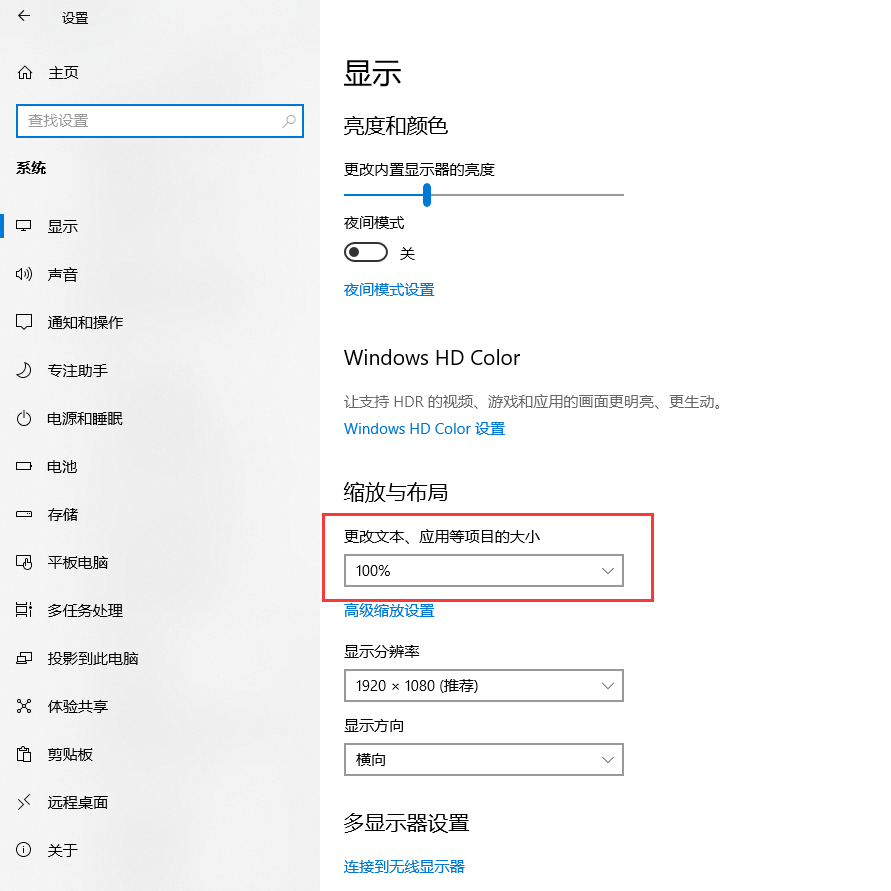 设置
主页
查找设置
系统
显示
声音
通知和操作
专注助手
电源和睡眠
电池
存储
平板电脑
多任务处理
投影到此电脑
体验共享
剪贴板
远程桌面
关于
显示
亮度和颜色
更改内置显示器的亮度
夜间模式
关
夜间模式设置
Windows HD Color
让支持 HDR 的视频、游戏和应用的画面更明亮、更生动。
Windows HD Color 设置
缩放与布局
更改文本、应用等项目的大小
100%
高级缩放设置
显示分辨率
1920 × 1080 (推荐)
显示方向
横向
多显示器设置
连接到无线显示器